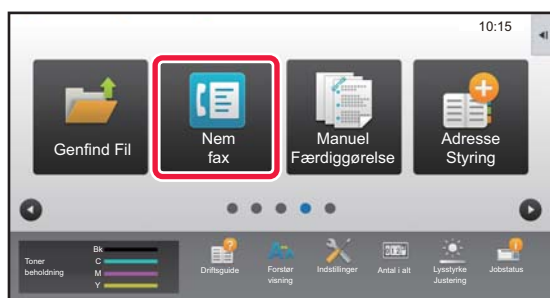 10:15
Genfind Fil
Nem
fax
Manuel
Færdiggørelse
Adresse
Styring
Toner
beholdning
Bk
C
M
Y
Driftsguide
Forstør
visning
Indstillinger
Antal i alt
Lysstyrke
Justering
Jobstatus